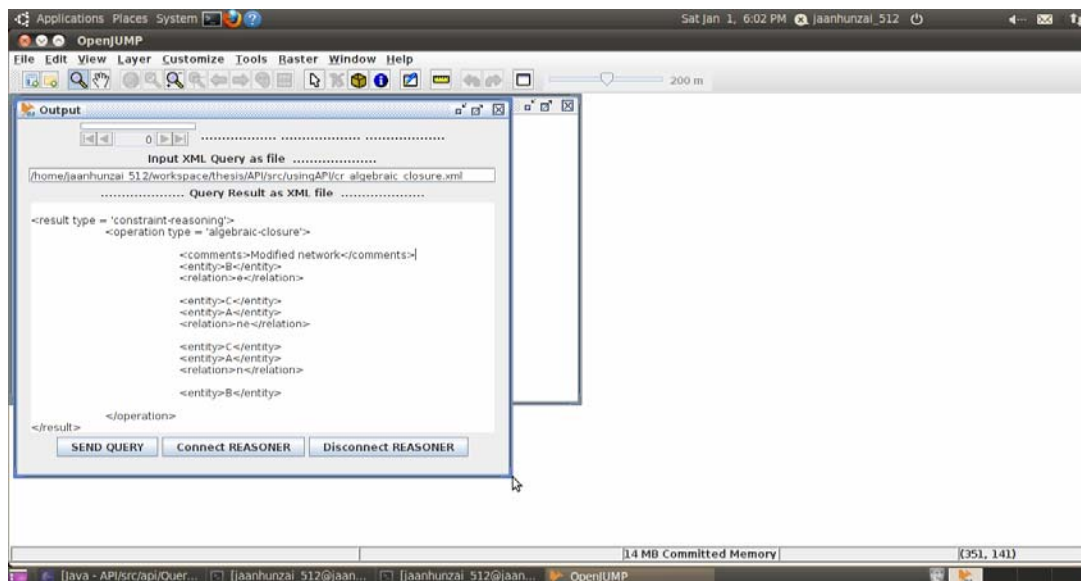 Applications Places System
Sat Jan 1, 6:02 PM jaanhunzai_512
OpenJUMP
File Edit View Layer Customize Tools Raster Window Help
200 m
Output
0 .................. ................... ...................
Input XML Query as file ....................
/home/jaanhunzai_512/workspace/thesis/API/src/usingAPI/cr_algebraic_closure.xml
.................... Query Result as XML file ....................
<result type = 'constraint-reasoning'>
<operation type = 'algebraic-closure'>
<comments>Modified network</comments>
<entity>B</entity>
<relation>e</relation>
<entity>C</entity>
<entity>A</entity>
<relation>ne</relation>
<entity>C</entity>
<entity>A</entity>
<relation>n</relation>
<entity>B</entity>
</operation>
</result>
SEND QUERY Connect REASONER Disconnect REASONER
14 MB Committed Memory (351, 141)
[Java - API/src/api/Quer... [jaanhunzai_512@jaan... [jaanhunzai_512@jaan... OpenJUMP